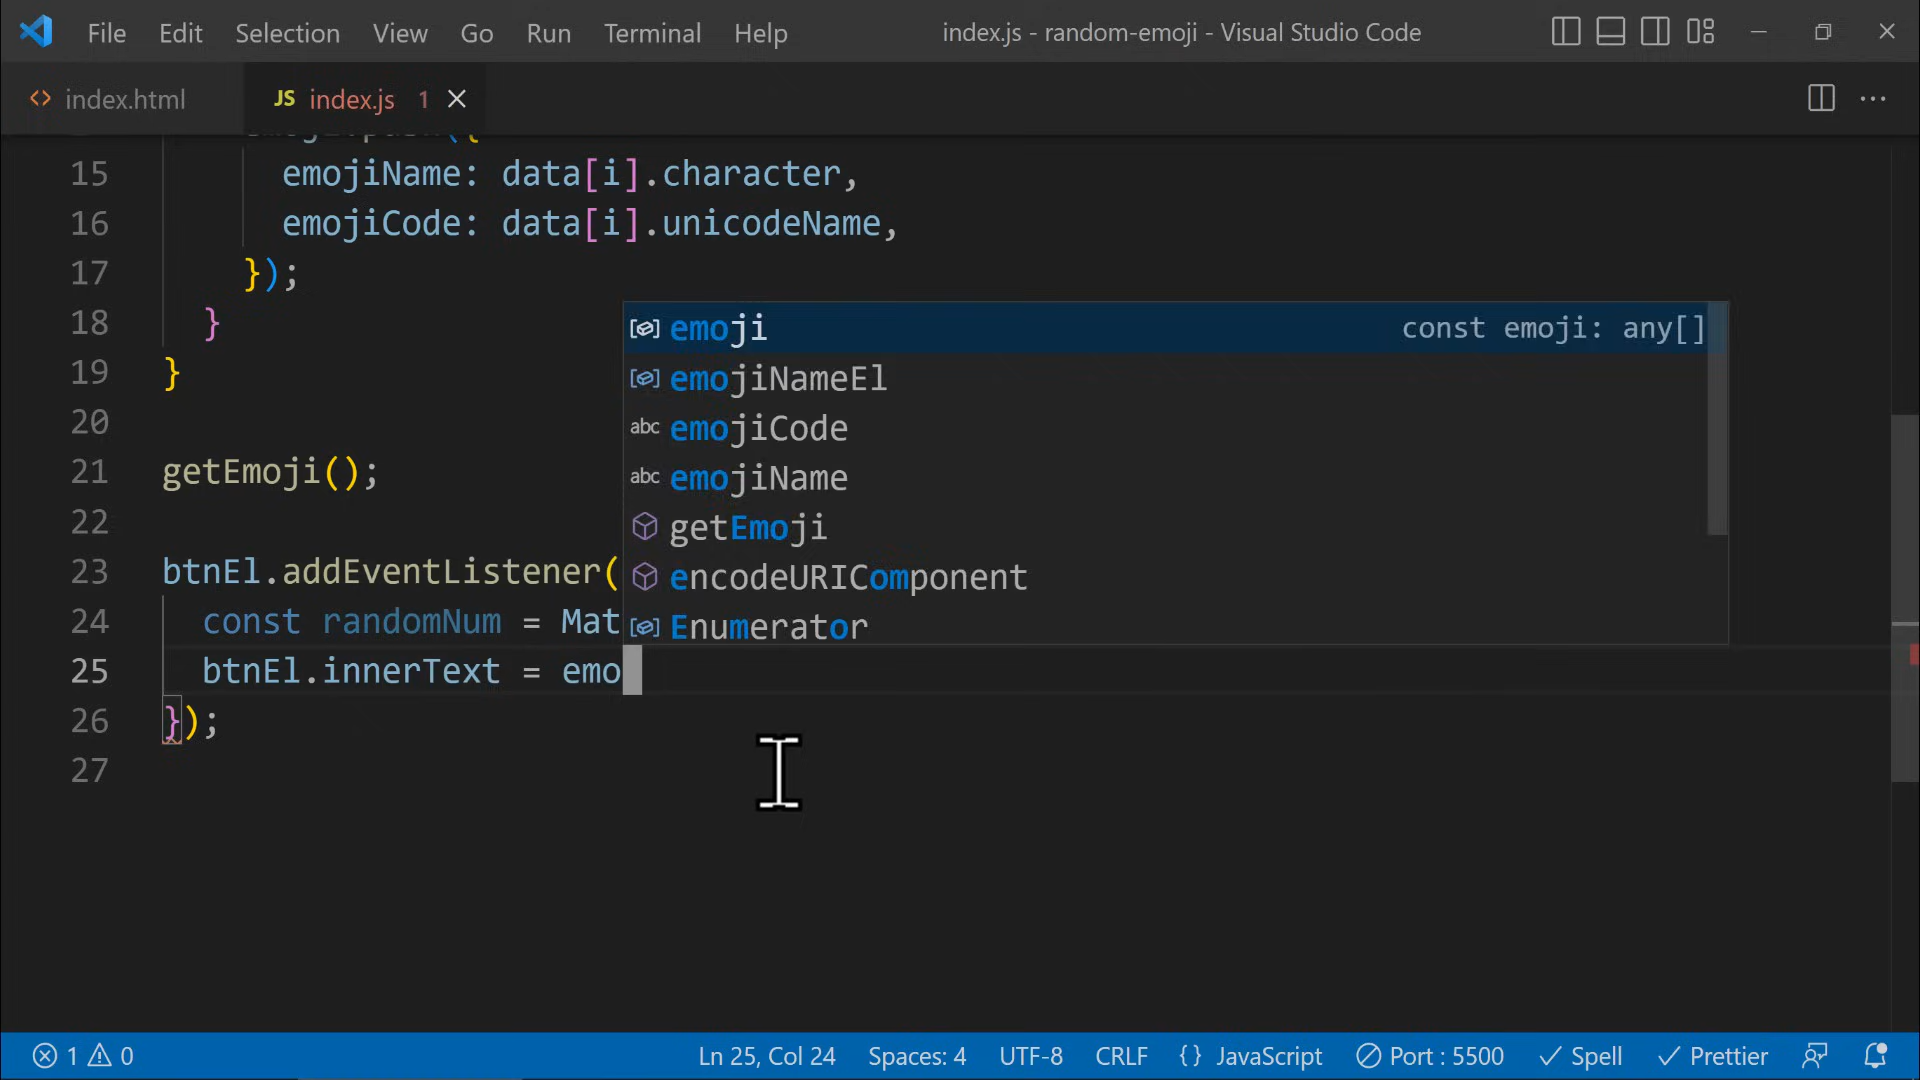 File Edit Selection View Go Run Terminal Help index.js - random-emoji - Visual Studio Code
index.html JS index.js 1
15 emojiName: data[i].character,
16 emojiCode: data[i].unicodeName,
17 });
18 }
19 }
20
21 getEmoji();
22
23 btnEl.addEventListener(
24 const randomNum = Mat
25 btnEl.innerText = emo
26 });
27
emoji const emoji: any[]
emojiNameEl
abc emojiCode
abc emojiName
getEmoji
encodeURIComponent
Enumerator
1 0 Ln 25, Col 24 Spaces: 4 UTF-8 CRLF {} JavaScript Port : 5500 Spell Prettier